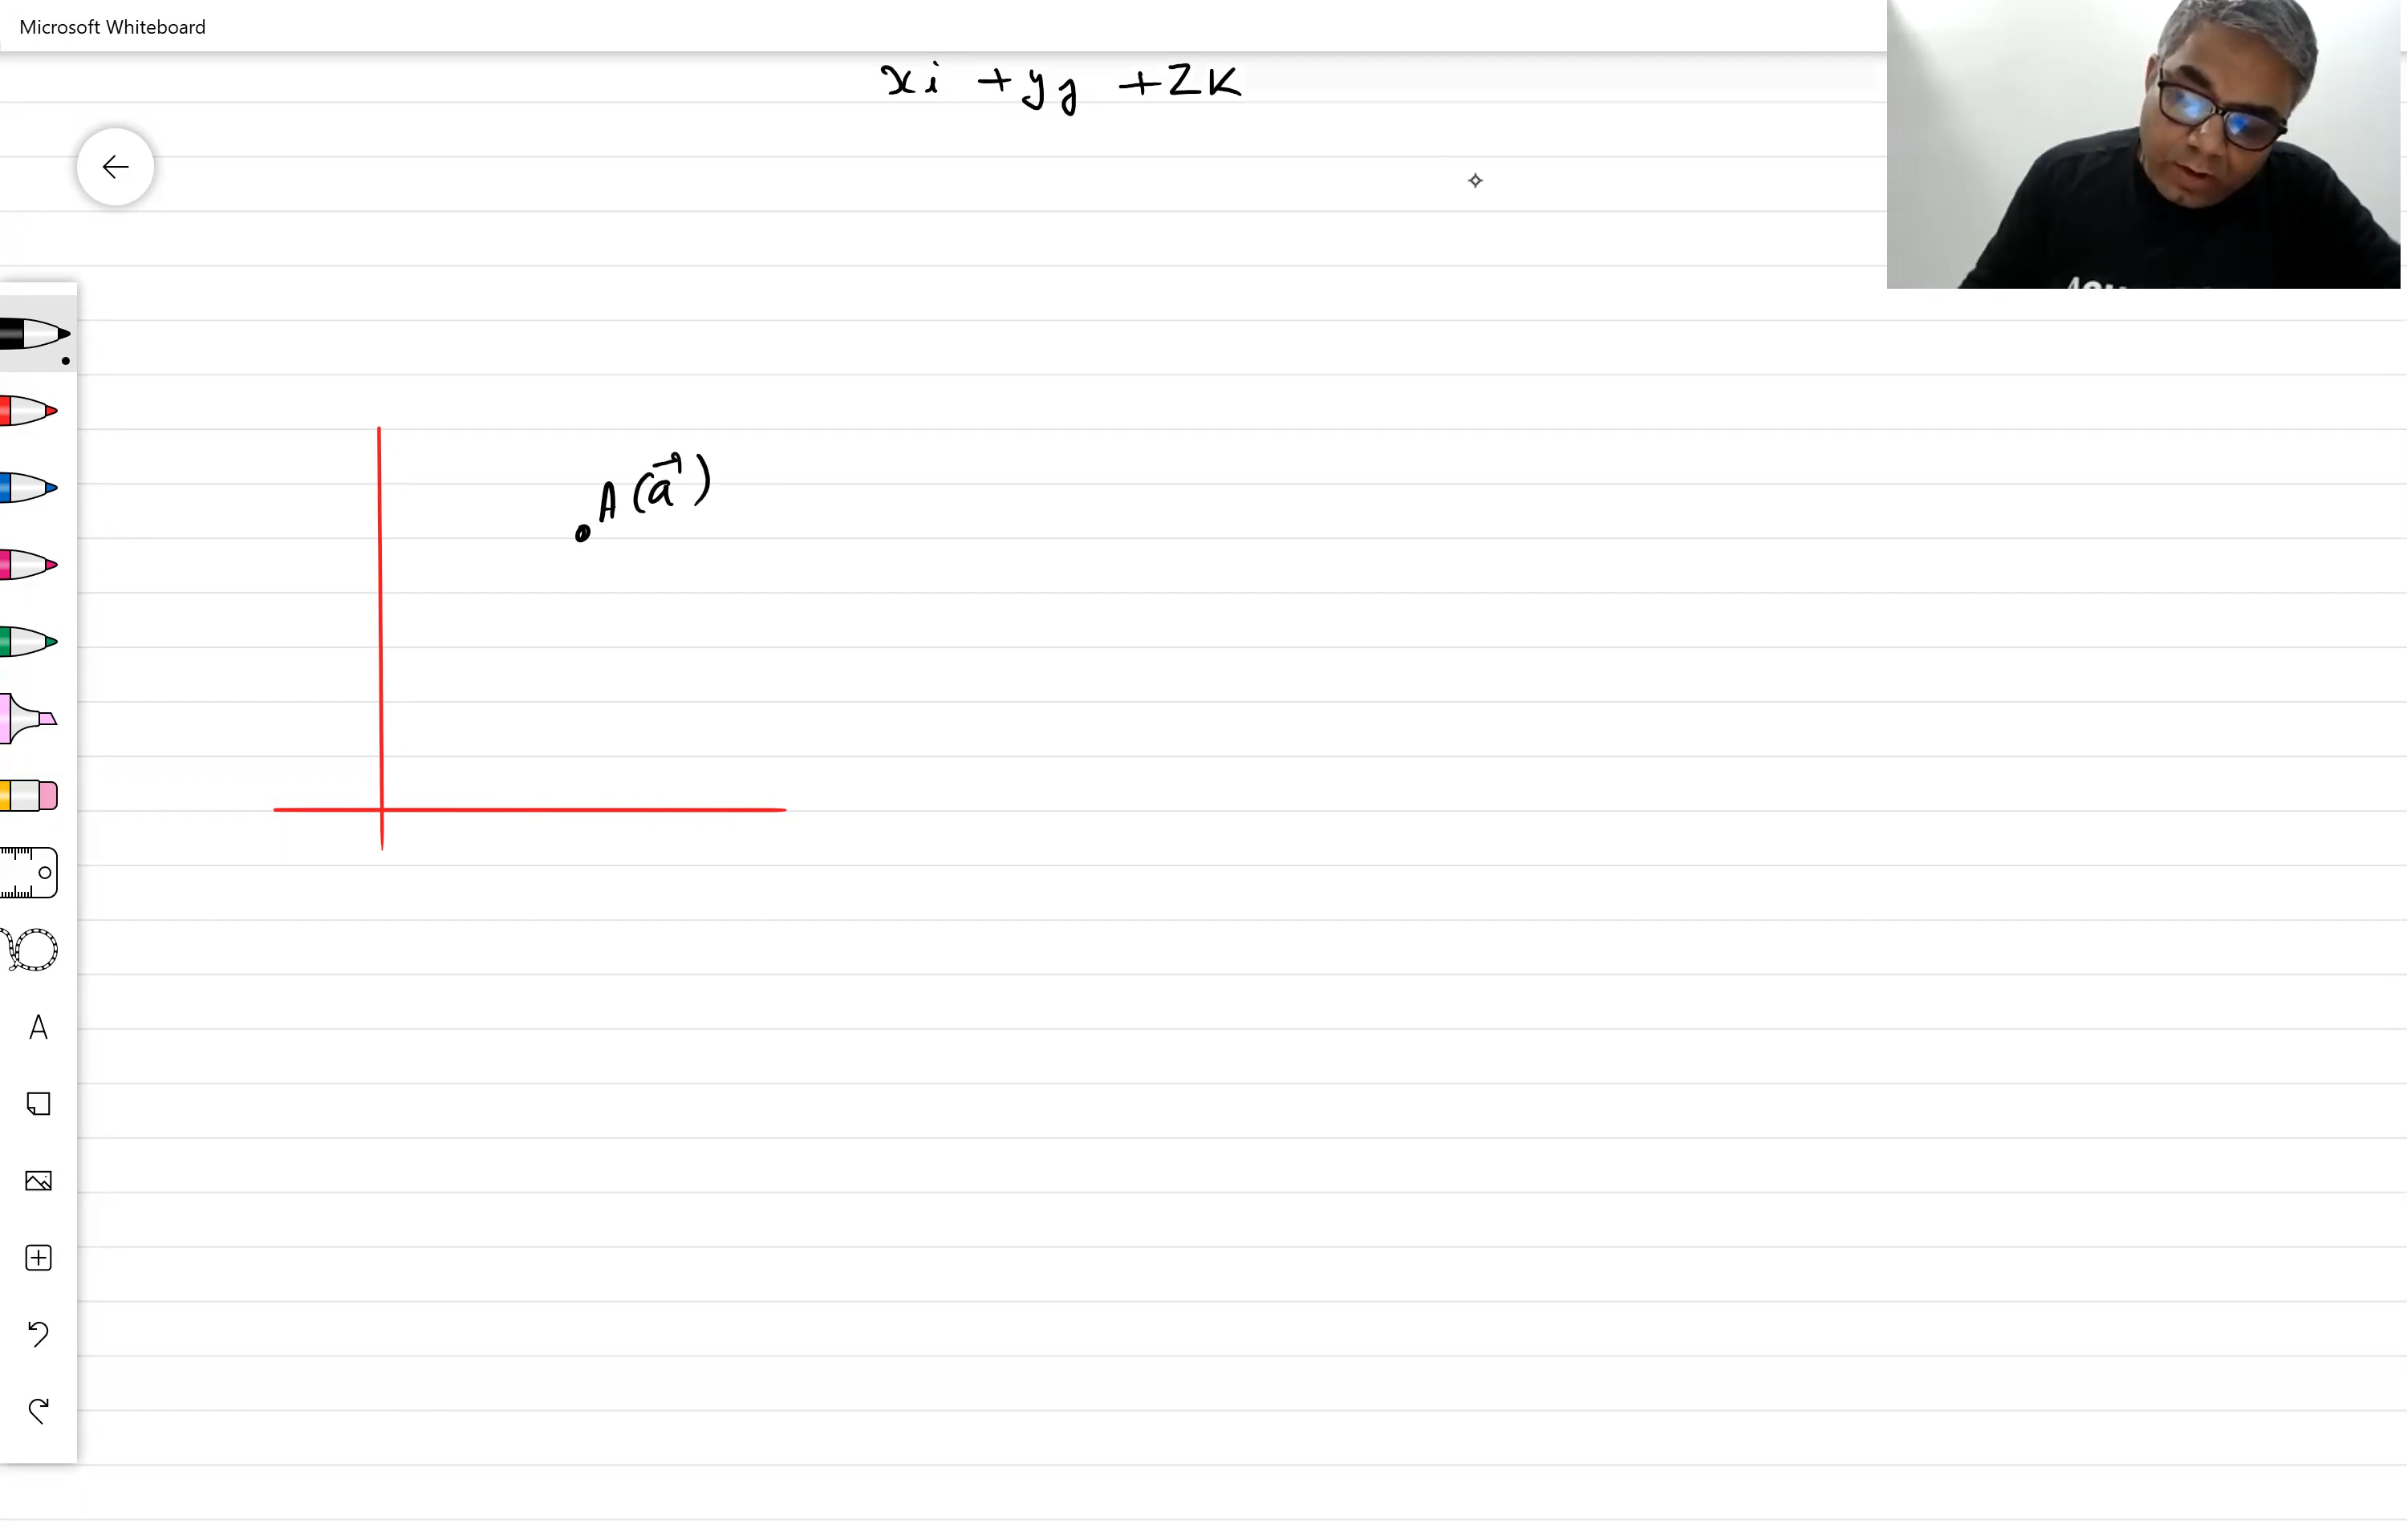 Microsoft Whiteboard
xi + yj + zk
A(a⃗)
A